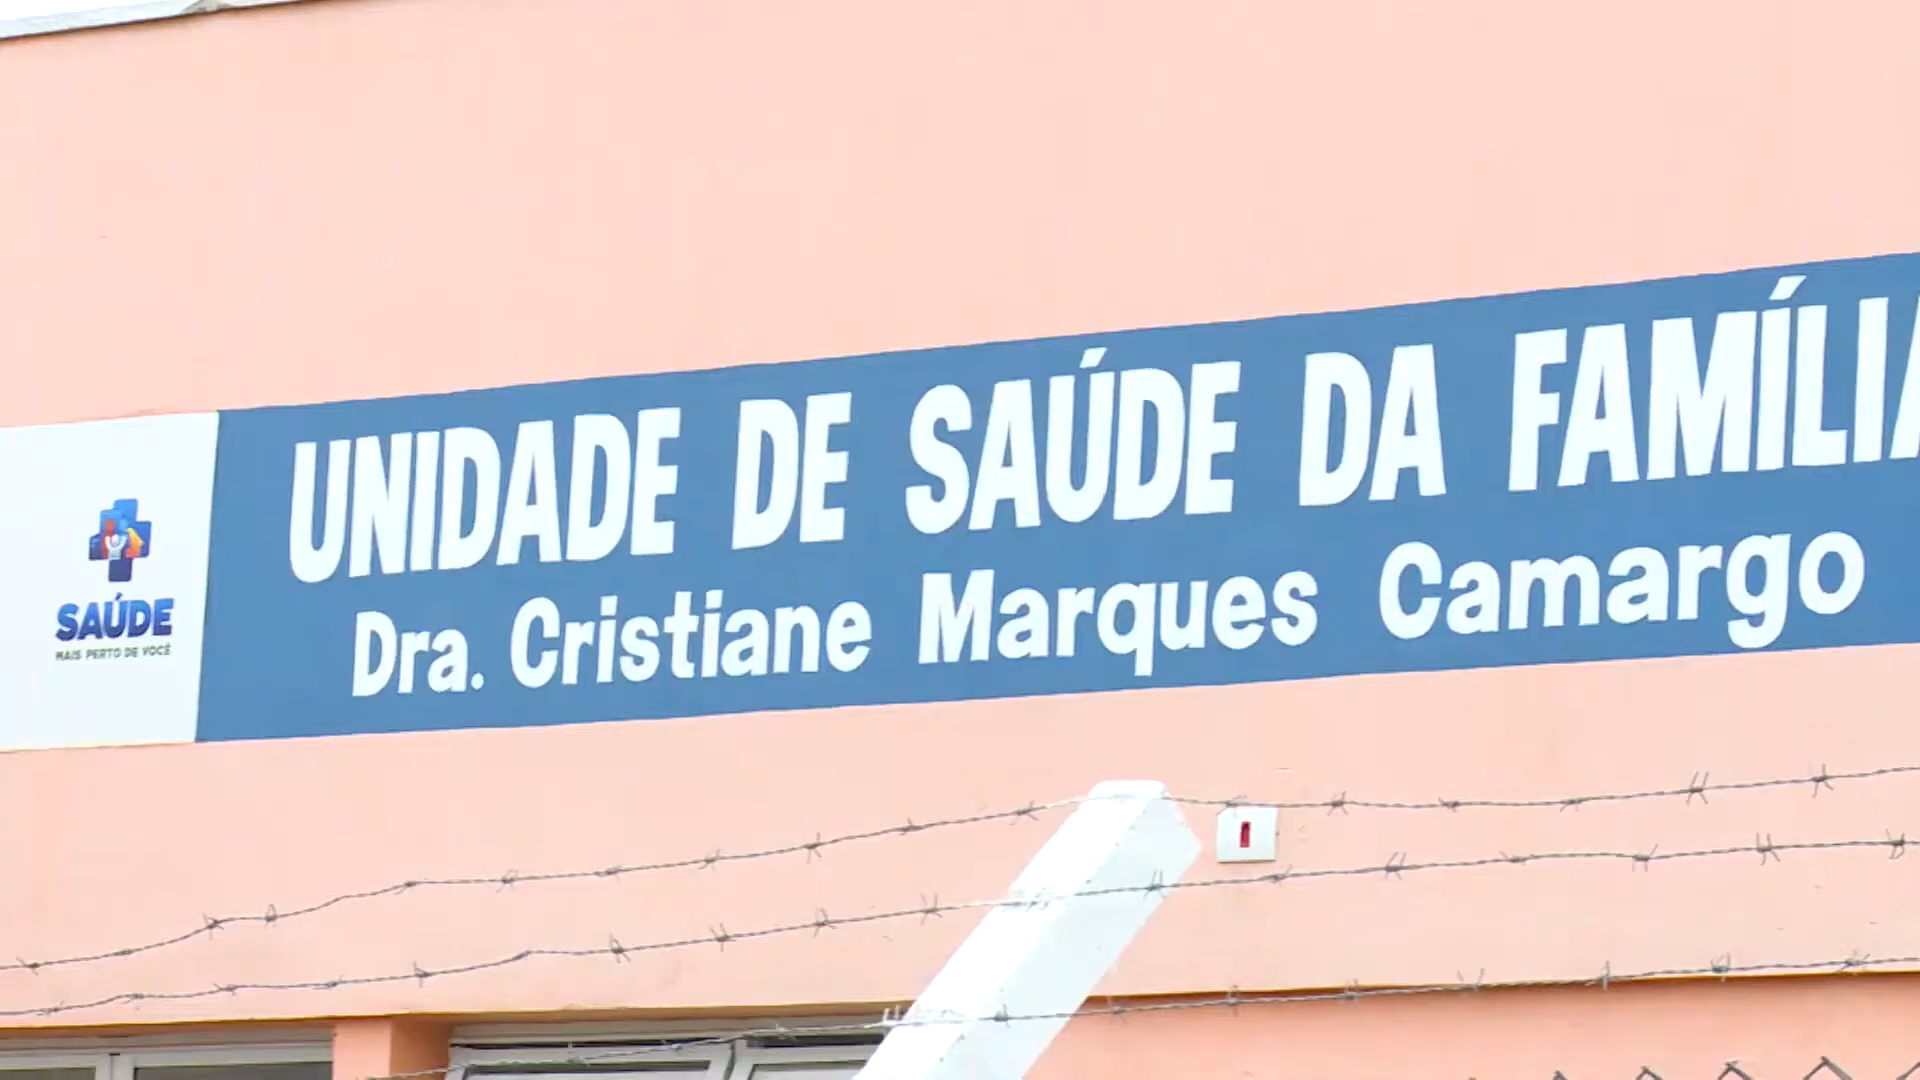 UNIDADE DE SAÚDE DA FAMÍLIA
Dra. Cristiane Marques Camargo
SAÚDE
MAIS PERTO DE VOCÊ